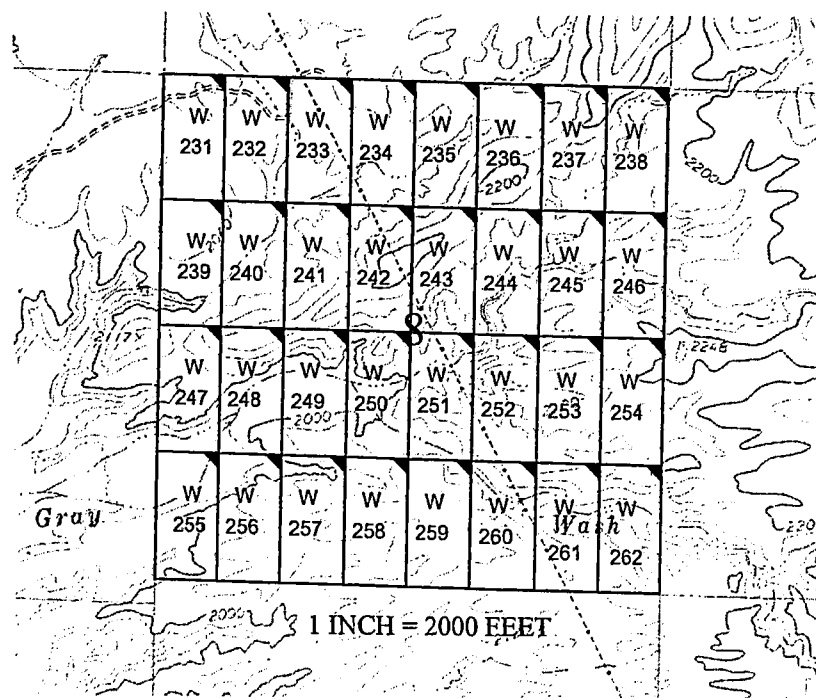 W W W W W W W W
231 232 233 234 235 236 237 238
2200
2200
W W W W W W W W
239 240 241 242 243 244 245 246
8
2248
W W W W W W W W
247 248 249 250 251 252 253 254
2000
W W W W W W W W
255 256 257 258 259 260 261 262
Gray Wash
2000
1 INCH = 2000 FEET